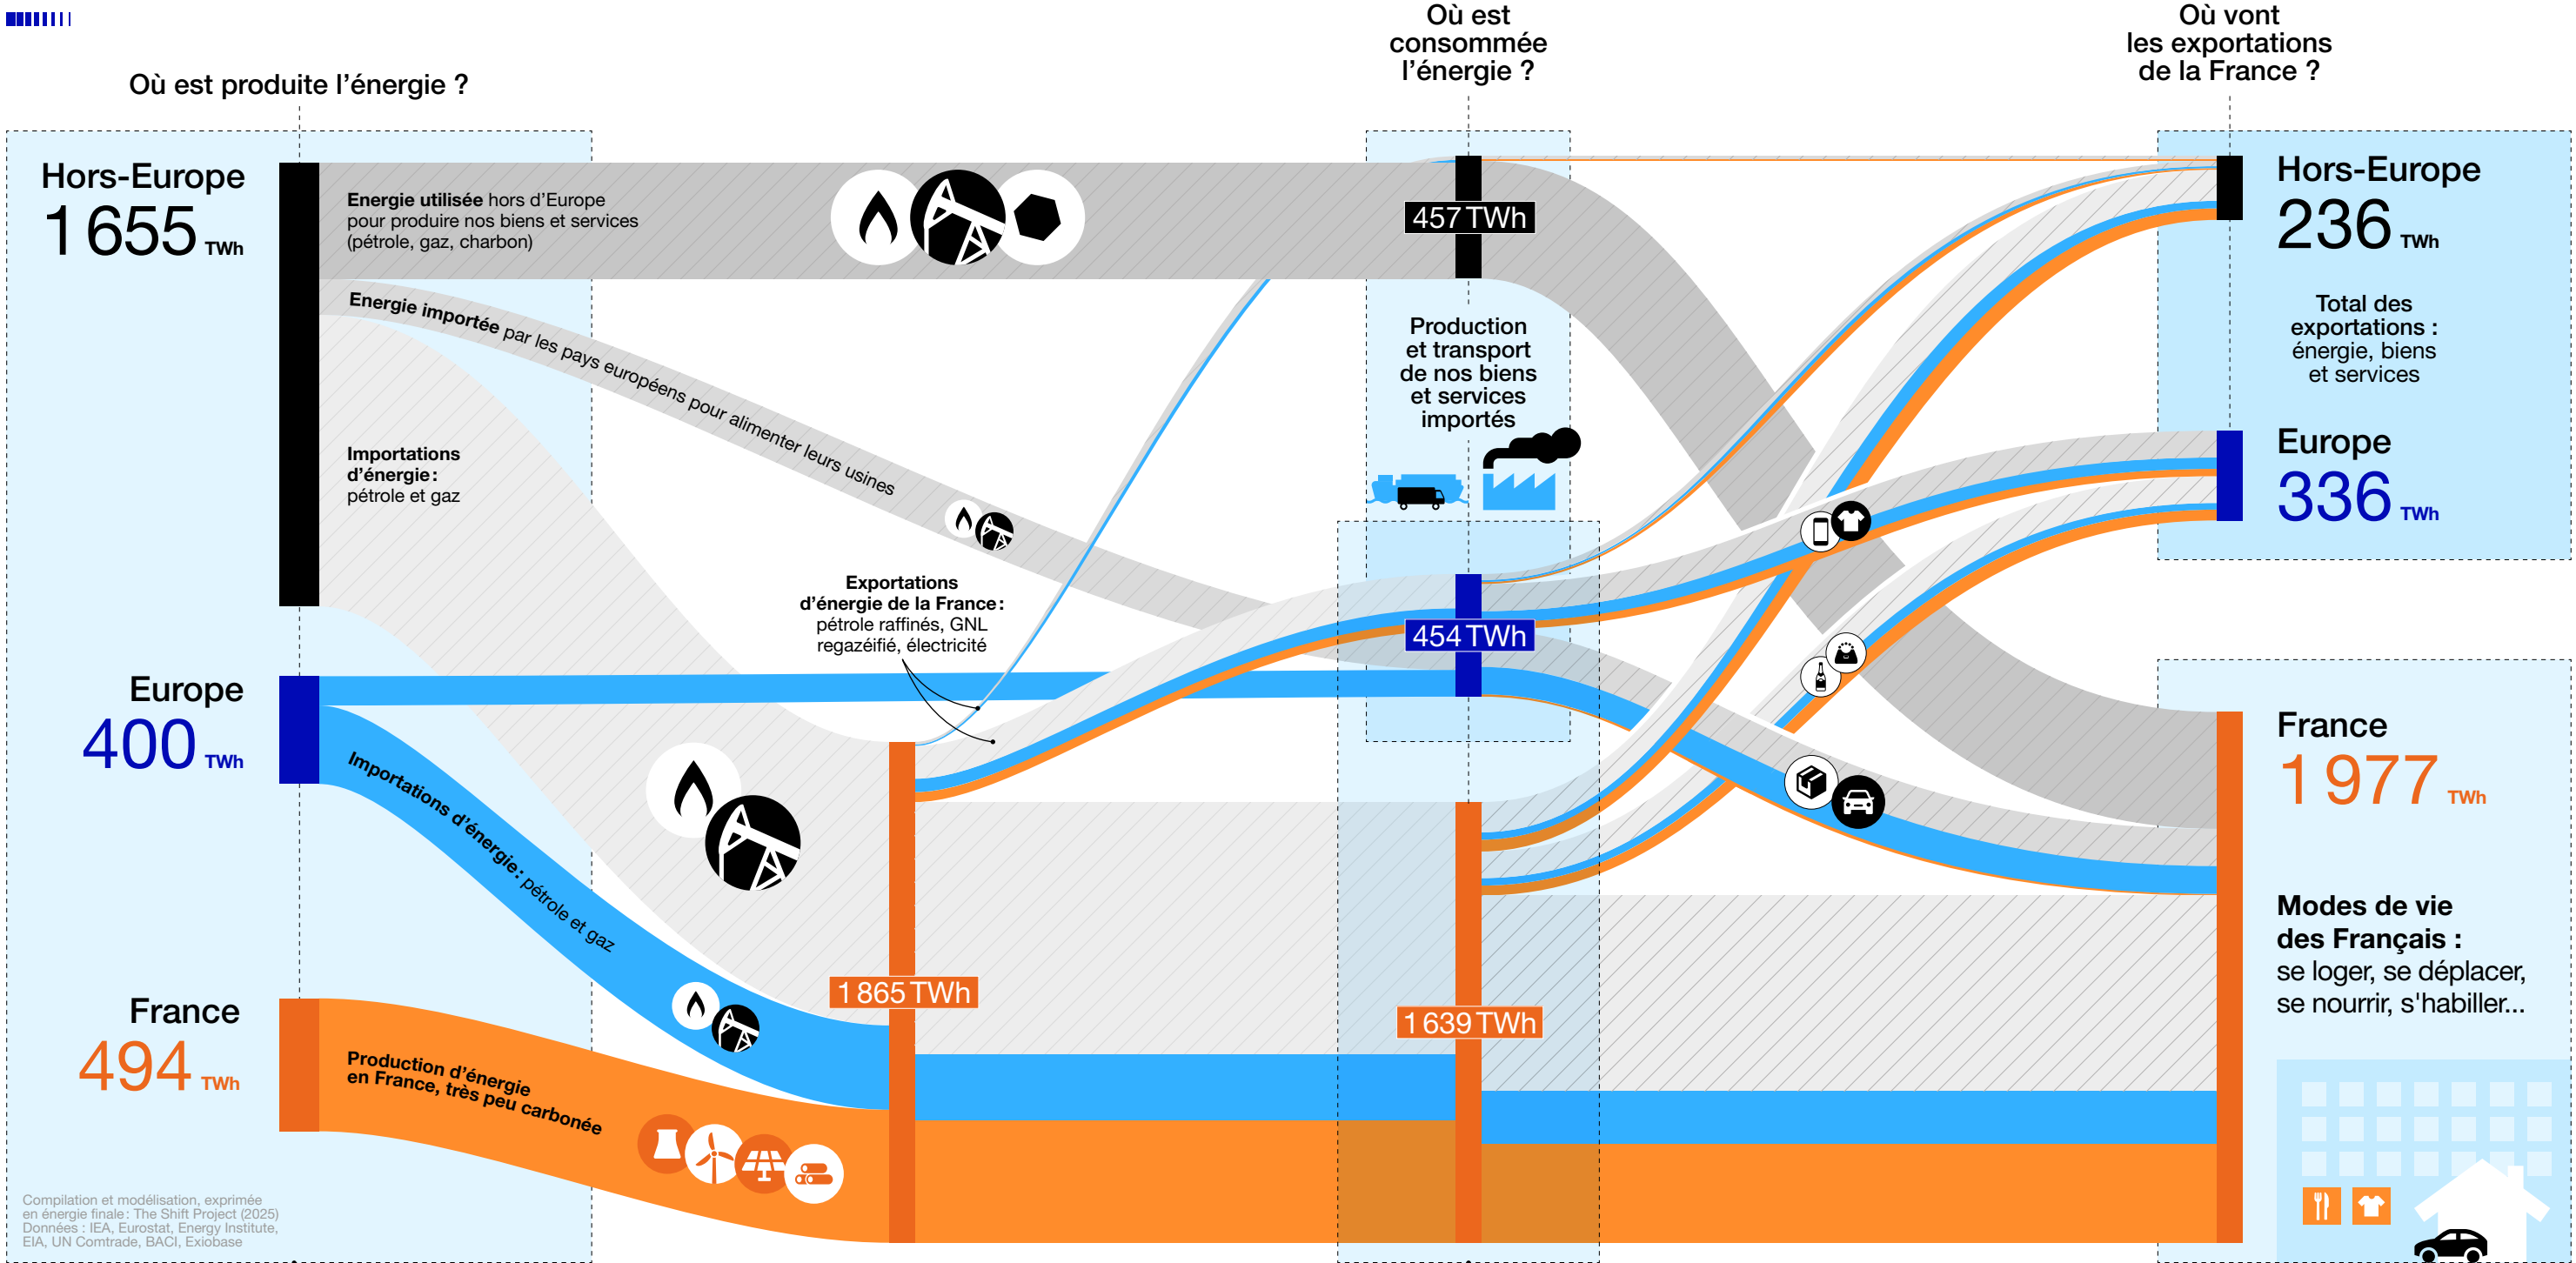 Où est produite l’énergie ?
Où est
consommée
l’énergie ?
Où vont
les exportations
de la France ?
Hors-Europe
1 655 TWh
Energie utilisée hors d’Europe
pour produire nos biens et services
(pétrole, gaz, charbon)
Energie importée par les pays européens pour alimenter leurs usines
Importations
d’énergie :
pétrole et gaz
Europe
400 TWh
Importations d’énergie : pétrole et gaz
France
494 TWh
Production d’énergie
en France, très peu carbonée
Exportations
d’énergie de la France :
pétrole raffinés, GNL
regazéifié, électricité
1 865 TWh
457 TWh
Production
et transport
de nos biens
et services
importés
454 TWh
1 639 TWh
Hors-Europe
236 TWh
Total des
exportations :
énergie, biens
et services
Europe
336 TWh
France
1 977 TWh
Modes de vie
des Français :
se loger, se déplacer,
se nourrir, s'habiller...
Compilation et modélisation, exprimée
en énergie finale : The Shift Project (2025)
Données : IEA, Eurostat, Energy Institute,
EIA, UN Comtrade, BACI, Exiobase